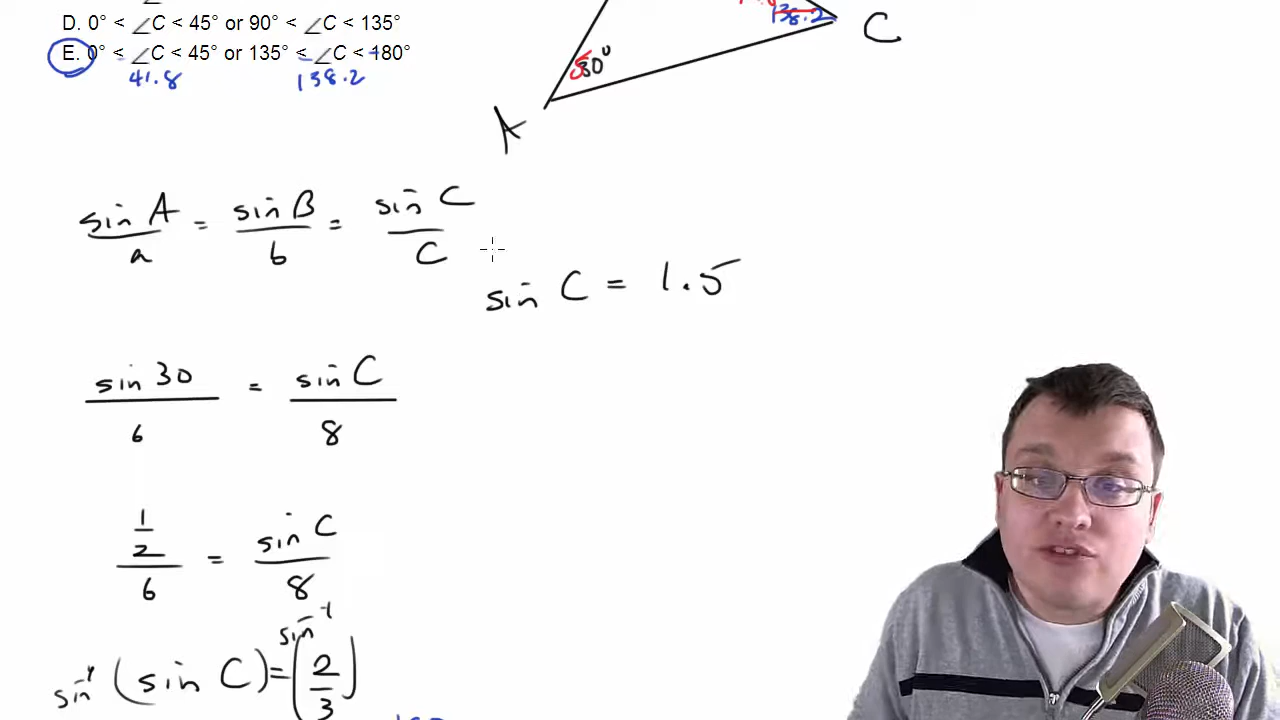 D. 0° < ∠C < 45° or 90° < ∠C < 135°
E. 0° < ∠C < 45° or 135° < ∠C < 180°
41.8 138.2
138.2
C
30°
A
sin A / a = sin B / b = sin C / C
sin C = 1.5
sin 30 / 6 = sin C / 8
1/2 / 6 = sin C / 8
sin⁻¹
sin⁻¹ (sin C) = (2/3)